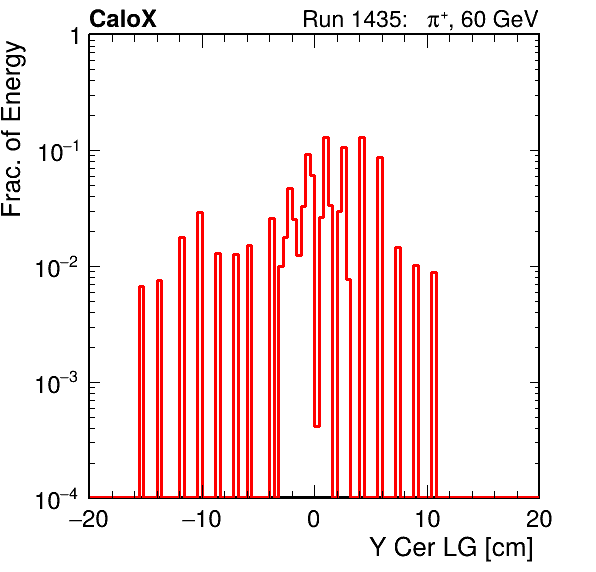 CaloX Run 1435: π⁺, 60 GeV
Frac. of Energy
1
10⁻¹
10⁻²
10⁻³
10⁻⁴
−20 −10 0 10 20
Y Cer LG [cm]